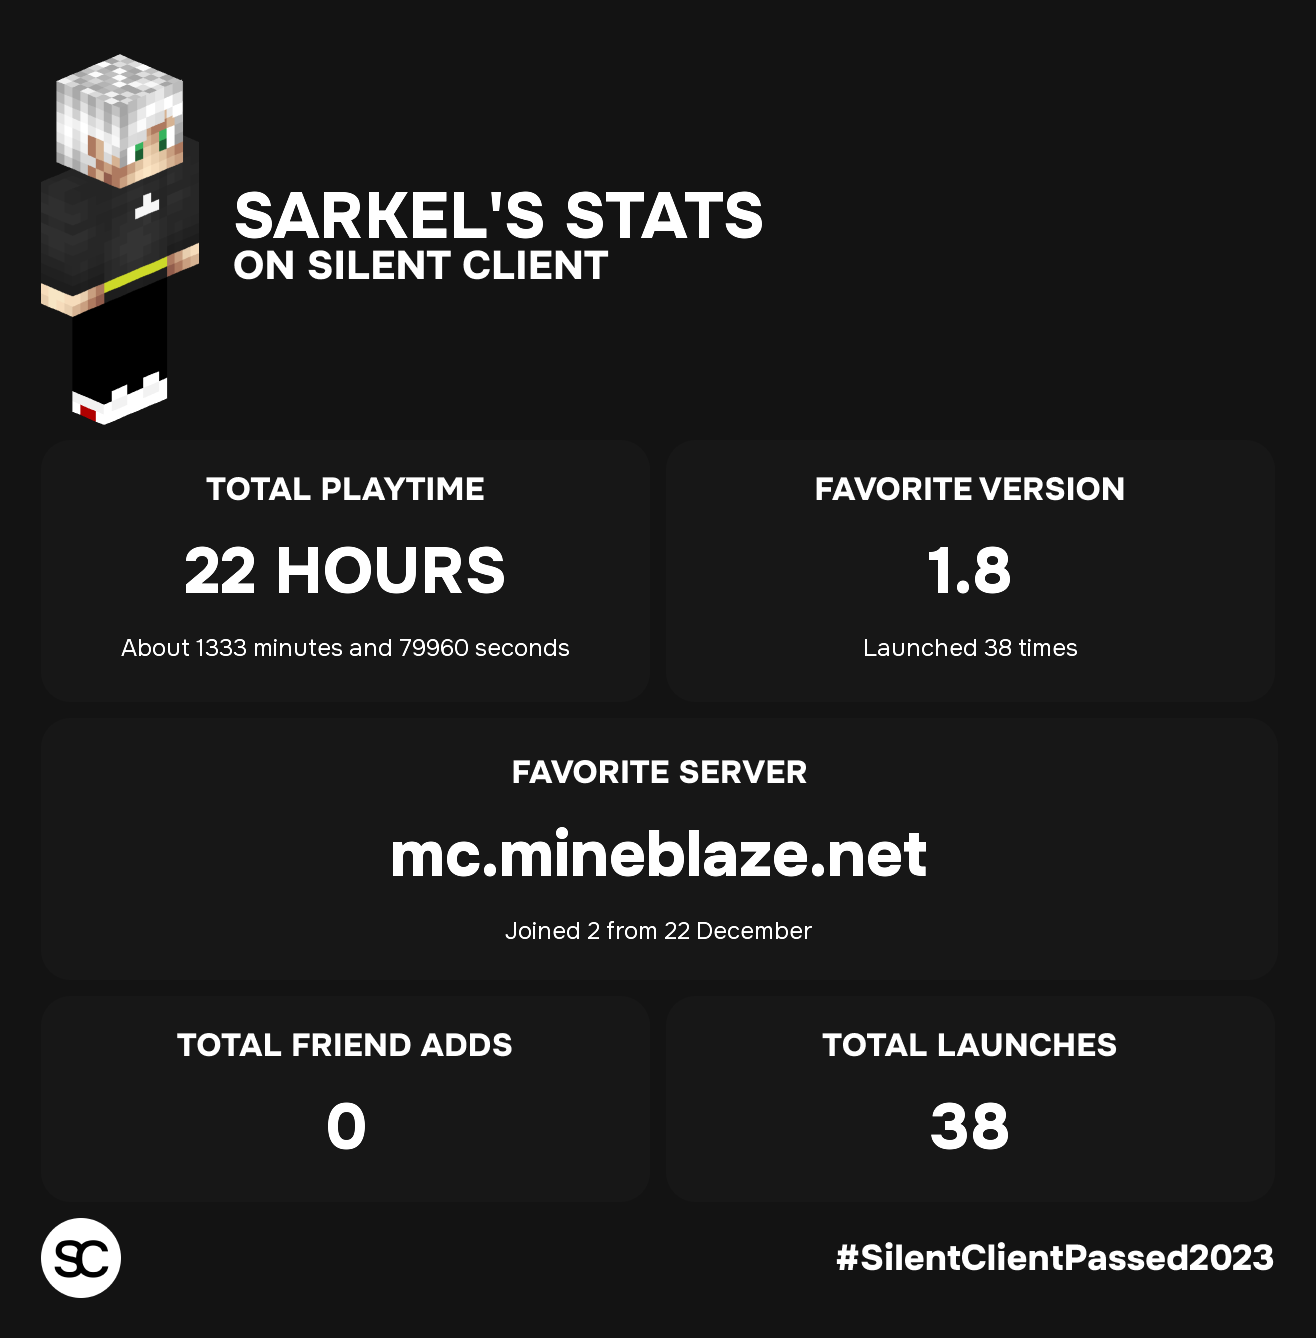 SARKEL'S STATS
ON SILENT CLIENT
TOTAL PLAYTIME
22 HOURS
About 1333 minutes and 79960 seconds
FAVORITE VERSION
1.8
Launched 38 times
FAVORITE SERVER
mc.mineblaze.net
Joined 2 from 22 December
TOTAL FRIEND ADDS
0
TOTAL LAUNCHES
38
SC
#SilentClientPassed2023